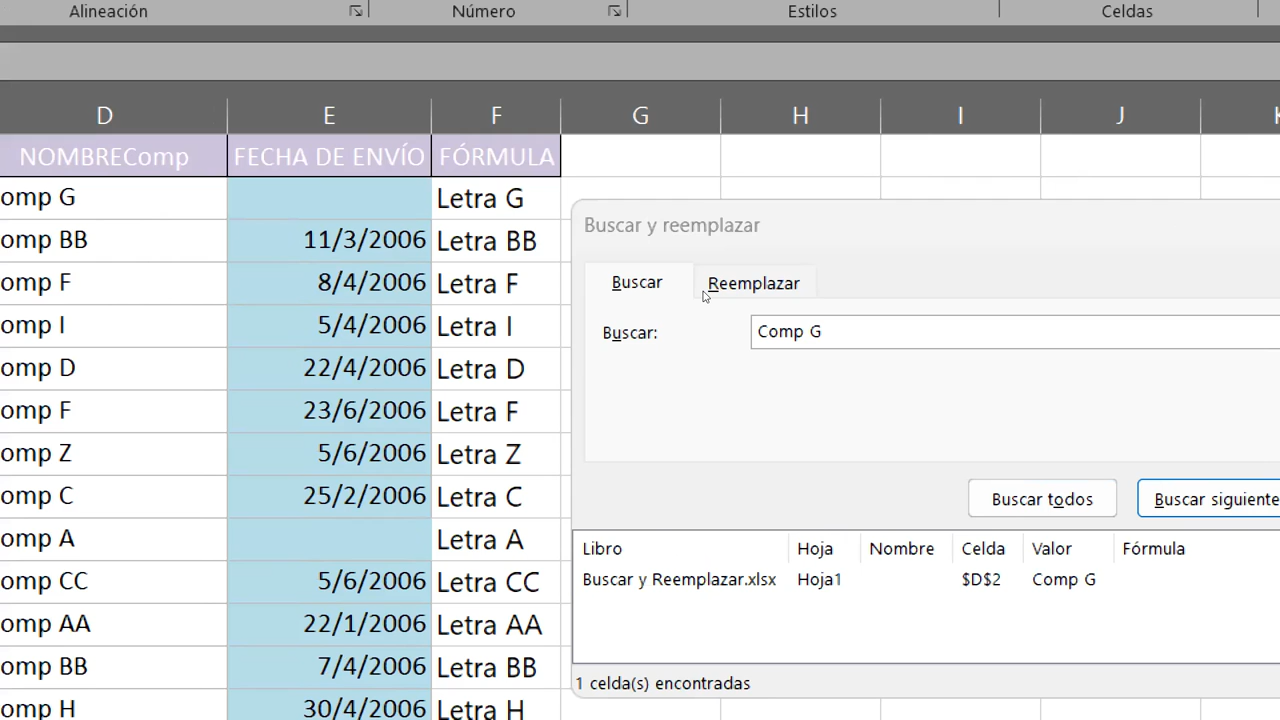 Alineación Número Estilos Celdas
D E F G H I J K
NOMBREComp FECHA DE ENVÍO FÓRMULA
omp G Letra G
omp BB 11/3/2006 Letra BB
omp F 8/4/2006 Letra F
omp I 5/4/2006 Letra I
omp D 22/4/2006 Letra D
omp F 23/6/2006 Letra F
omp Z 5/6/2006 Letra Z
omp C 25/2/2006 Letra C
omp A Letra A
omp CC 5/6/2006 Letra CC
omp AA 22/1/2006 Letra AA
omp BB 7/4/2006 Letra BB
omp H 30/4/2006 Letra H
Buscar y reemplazar
Buscar Reemplazar
Buscar: Comp G
Buscar todos Buscar siguiente
Libro Hoja Nombre Celda Valor Fórmula
Buscar y Reemplazar.xlsx Hoja1 $D$2 Comp G
1 celda(s) encontradas